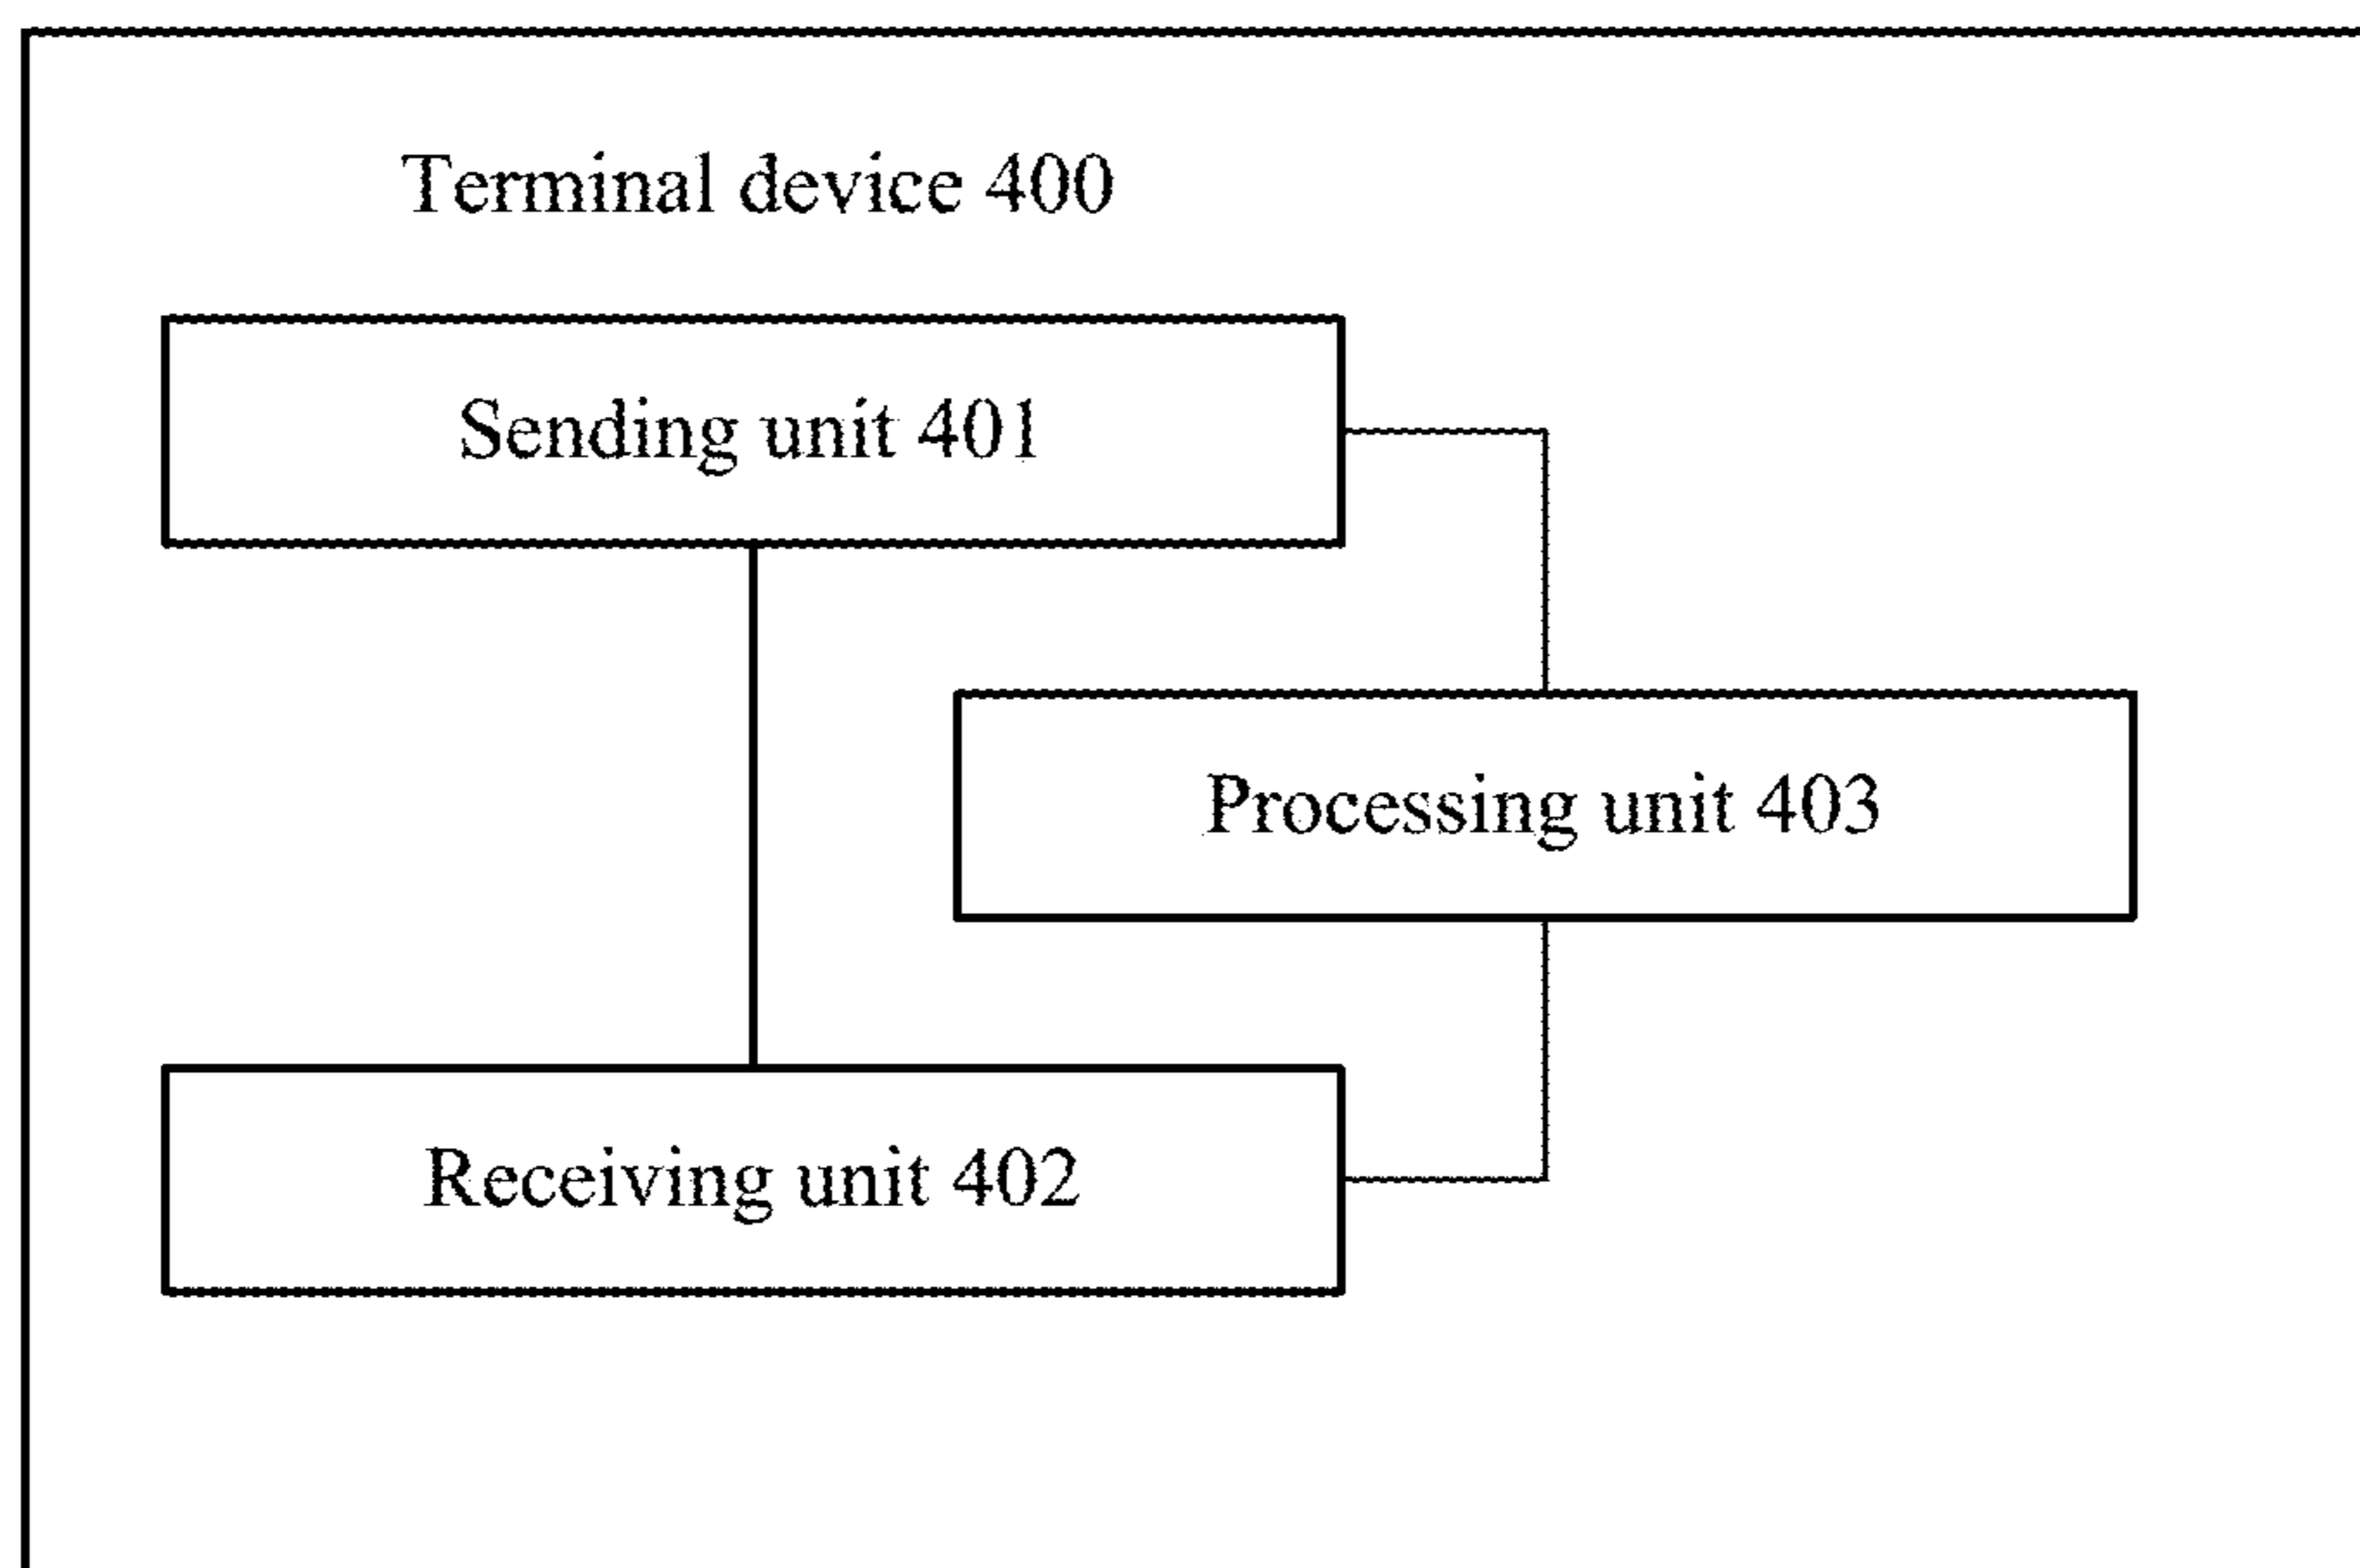 Terminal device 400
Sending unit 401
Processing unit 403
Receiving unit 402